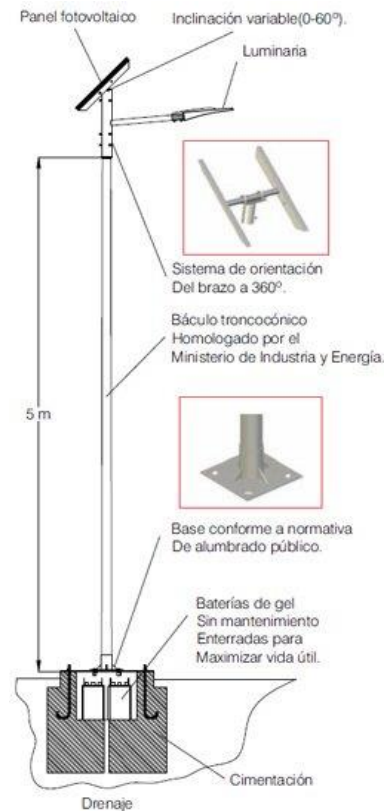 Panel fotovoltaico
Inclinación variable(0-60º).
Luminaria
Sistema de orientación
Del brazo a 360º.
Báculo troncocónico
Homologado por el
Ministerio de Industria y Energía.
5 m
Base conforme a normativa
De alumbrado público.
Baterías de gel
Sin mantenimiento
Enterradas para
Maximizar vida útil.
Cimentación
Drenaje